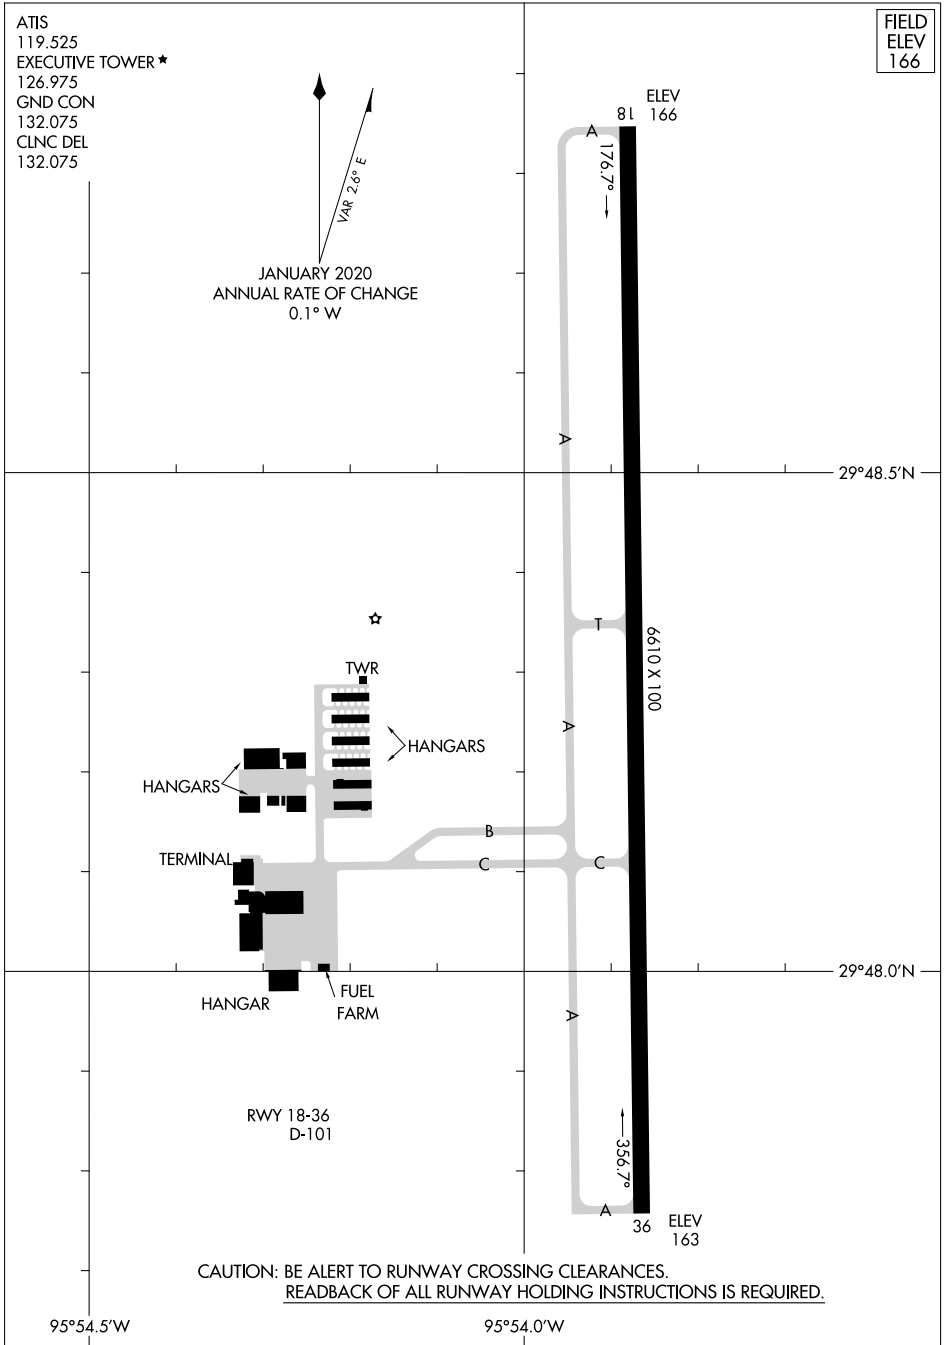 ATIS
119.525
EXECUTIVE TOWER★
126.975
GND CON
132.075
CLNC DEL
132.075
FIELD
ELEV
166
VAR 2.6° E
JANUARY 2020
ANNUAL RATE OF CHANGE
0.1° W
18
ELEV
166
A
176.7°
A
29°48.5'N
T
6610 X 100
TWR
A
HANGARS
HANGARS
B
TERMINAL
C
C
29°48.0'N
HANGAR
FUEL
FARM
A
RWY 18-36
D-101
356.7°
A
36
ELEV
163
CAUTION: BE ALERT TO RUNWAY CROSSING CLEARANCES.
READBACK OF ALL RUNWAY HOLDING INSTRUCTIONS IS REQUIRED.
95°54.5'W
95°54.0'W